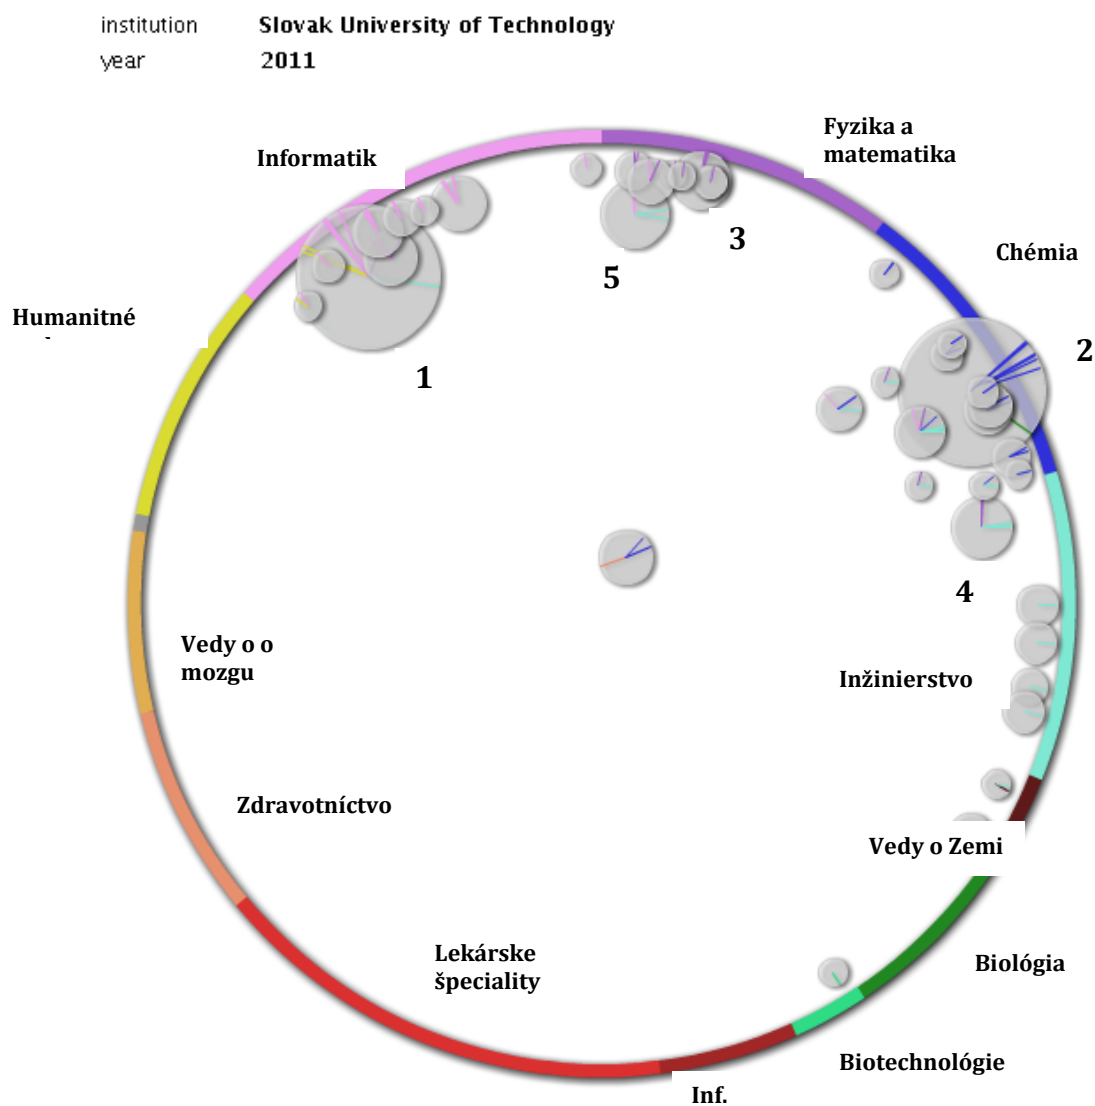 institution Slovak University of Technology
year 2011
Informatik
Fyzika a
matematika
Chémia
Humanitné
1
5
3
2
4
Vedy o o
mozgu
Inžinierstvo
Zdravotníctvo
Vedy o Zemi
Lekárske
špeciality
Biológia
Biotechnológie
Inf.